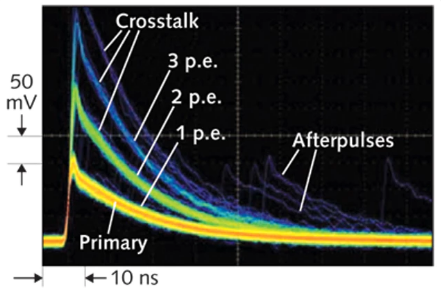 Crosstalk
3 p.e.
2 p.e.
1 p.e.
Afterpulses
50
mV
Primary
10 ns